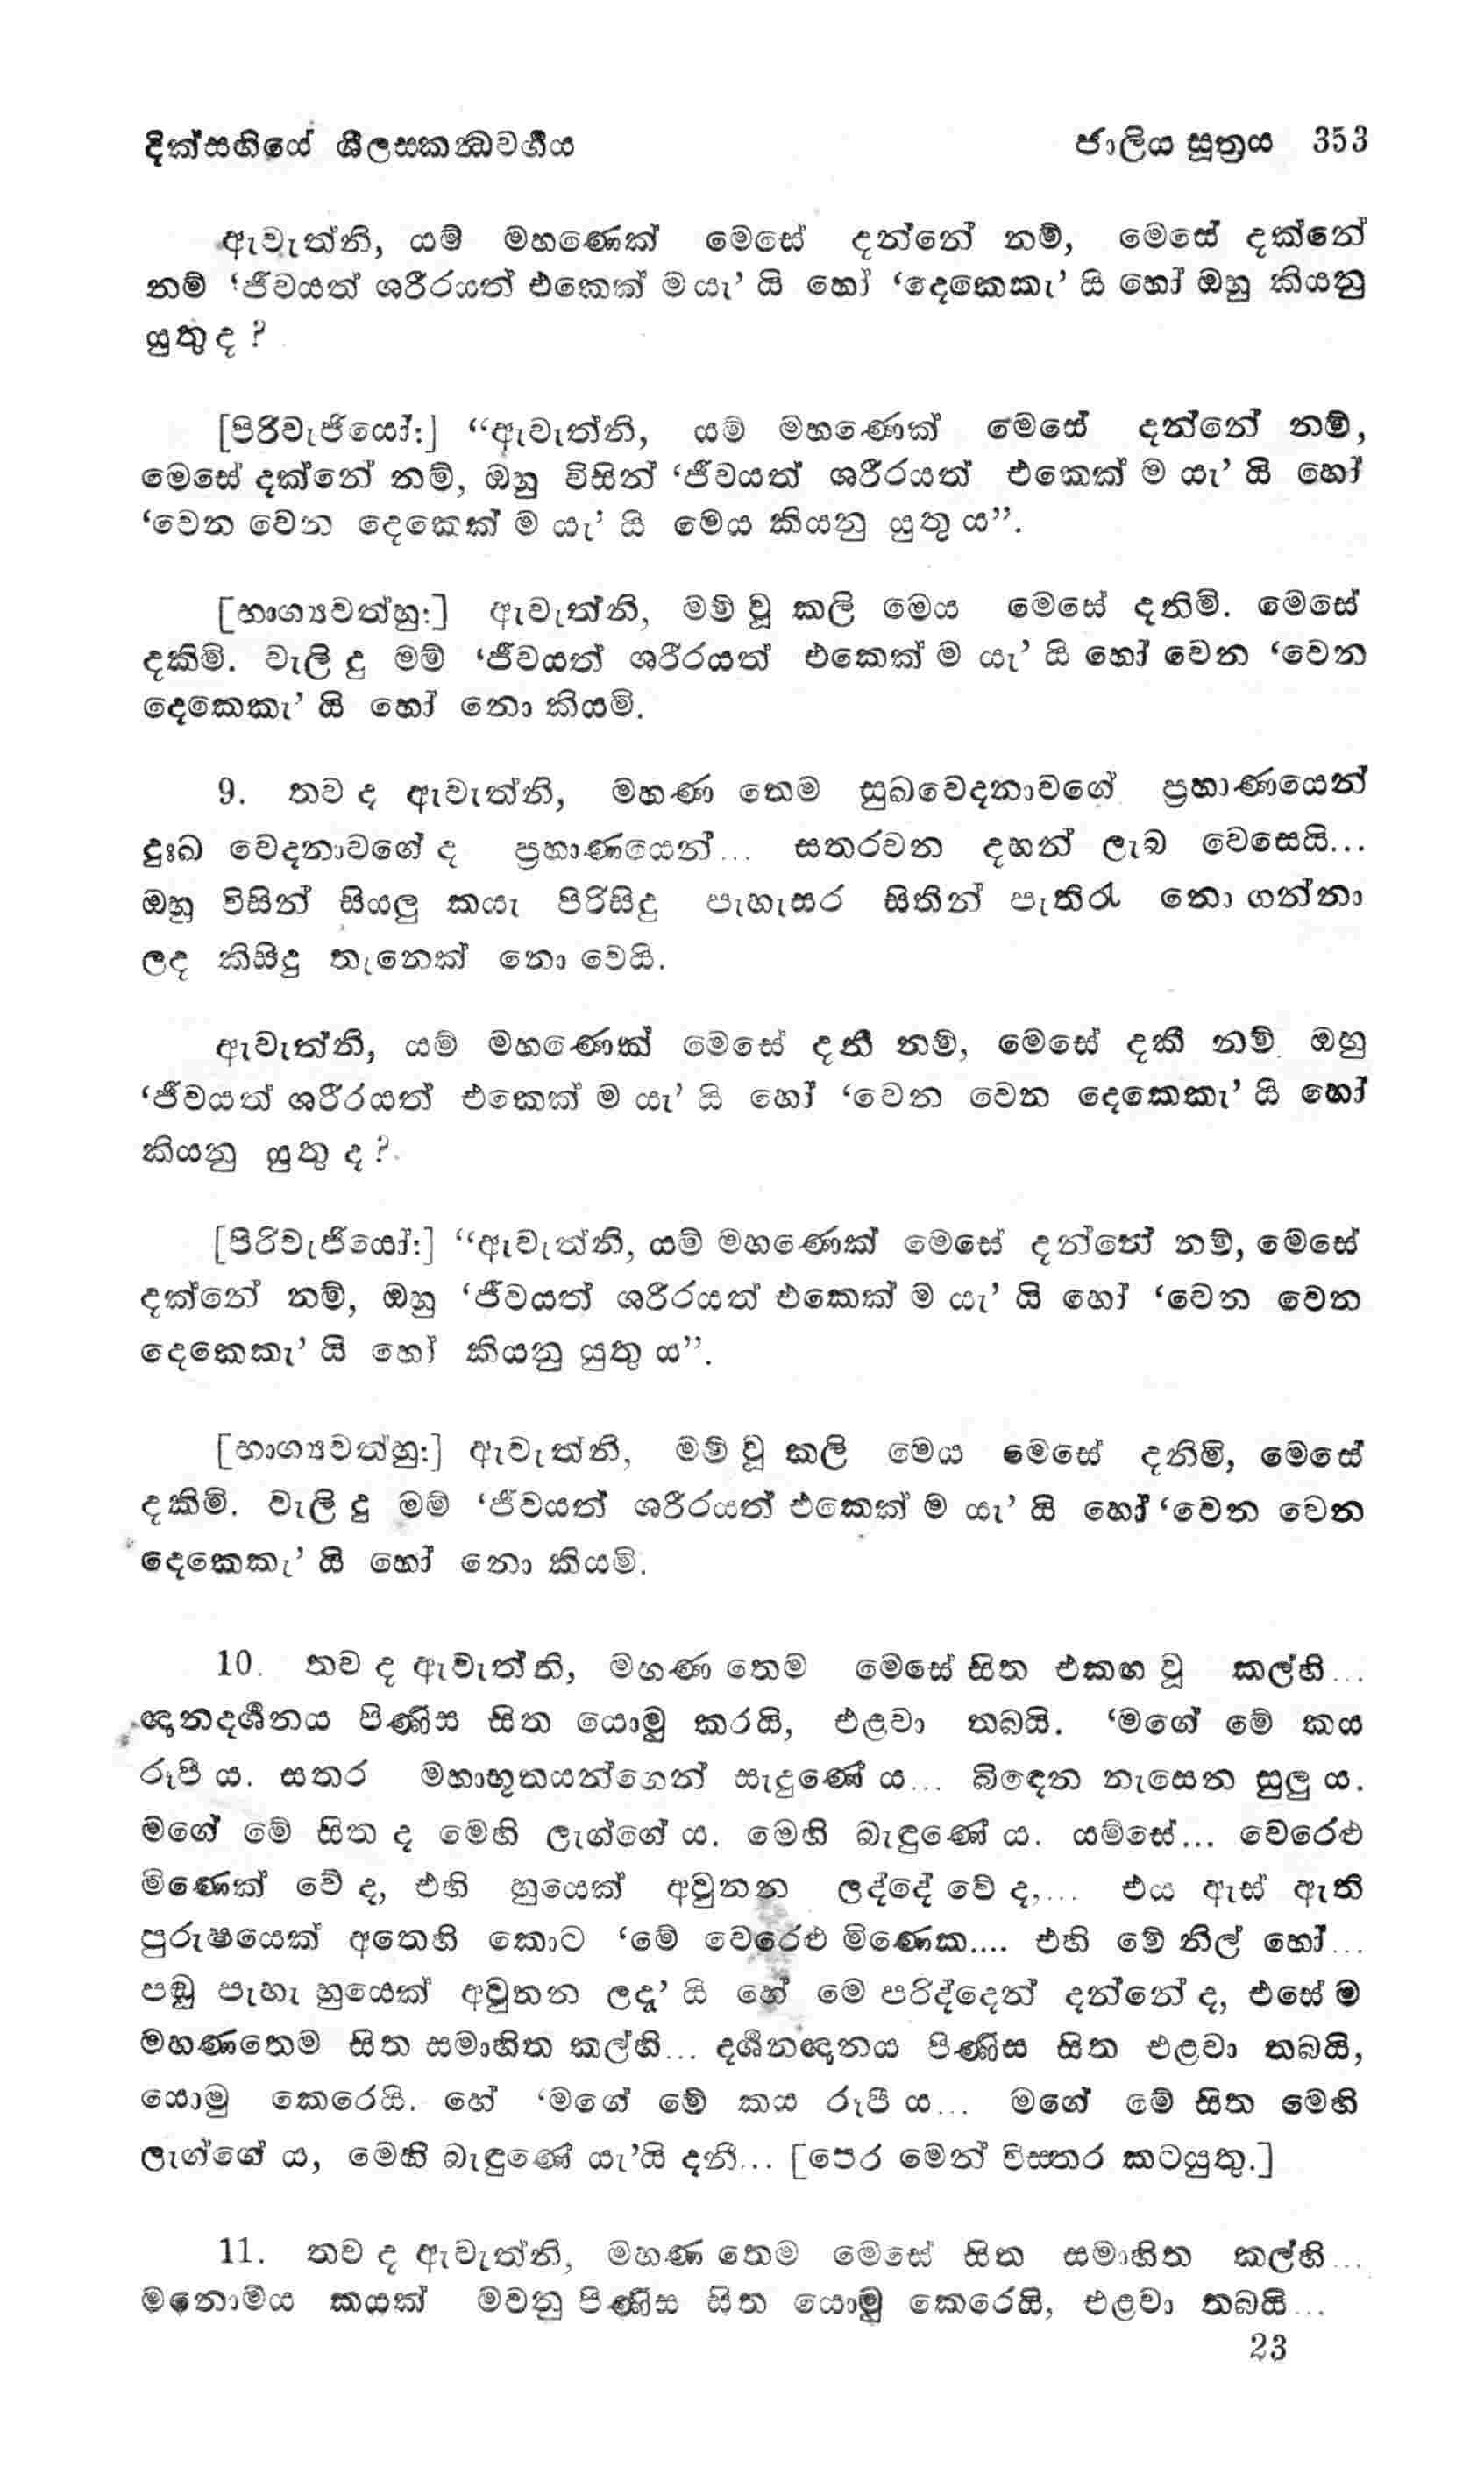 දික්සඟියේ ශීලසකන්‍ධවර්‍ගය ජාලිය සූත්‍රය 353
ඇවැත්නි, යම් මහණෙක් මෙසේ දන්නේ නම්, මෙසේ දක්නේ
නම් ‘ජීවයත් ශරීරයත් එකෙක් ම යැ’ යි හෝ ‘දෙකෙකැ’ යි හෝ ඔහු කියනු
යුතු ද ?
[පිරිවැජියෝ:] “ඇවැත්නි, යම් මහණෙක් මෙසේ දන්නේ නම්,
මෙසේ දක්නේ නම්, ඔහු විසින් ‘ජීවයත් ශරීරයත් එකෙක් ම යැ’ යි හෝ
‘වෙන වෙන දෙකෙක් ම යැ’ යි මෙය කියනු යුතු ය”.
[භාග්‍යවත්හු:] ඇවැත්නි, මම් වූ කලි මෙය මෙසේ දනිමි. මෙසේ
දකිමි. වැලි දු මම් ‘ජීවයත් ශරීරයත් එකෙක් ම යැ’ යි හෝ වෙන ‘වෙන
දෙකෙකැ’ යි හෝ නො කියමි.
9. තව ද ඇවැත්නි, මහණ තෙම සුඛවේදනාවගේ ප්‍රහාණයෙන්
දුඃඛ වේදනාවගේ ද ප්‍රහාණයෙන්... සතරවන දහන් ලැබ වෙසෙයි...
ඔහු විසින් සියලු කයැ පිරිසිදු පැහැසර සිතින් පැතිරැ නො ගන්නා
ලද කිසිදු තැනෙක් නො වෙයි.
ඇවැත්නි, යම් මහණෙක් මෙසේ දනී නම්, මෙසේ දකී නම් ඔහු
‘ජීවයත් ශරීරයත් එකෙක් ම යැ’ යි හෝ ‘වෙන වෙන දෙකෙකැ’ යි හෝ
කියනු යුතු ද ?
[පිරිවැජියෝ:] “ඇවැත්නි, යම් මහණෙක් මෙසේ දන්නේ නම්, මෙසේ
දක්නේ නම්, ඔහු ‘ජීවයත් ශරීරයත් එකෙක් ම යැ’ යි හෝ ‘වෙන වෙන
දෙකෙකැ’ යි හෝ කියනු යුතු ය”.
[භාග්‍යවත්හු:] ඇවැත්නි, මම් වූ කලි මෙය මෙසේ දනිමි, මෙසේ
දකිමි. වැලි දු මම් ‘ජීවයත් ශරීරයත් එකෙක් ම යැ’ යි හෝ ‘වෙන වෙන
දෙකෙකැ’ යි හෝ නො කියමි.
10. තව ද ඇවැත්නි, මහණ තෙම මෙසේ සිත එකඟ වූ කල්හි...
ඥානදර්‍ශනය පිණිස සිත යොමු කරයි, එළවා තබයි. ‘මගේ මේ කය
රූපී ය. සතර මහාභූතයන්ගෙන් සැදුණේ ය... බිඳෙන නැසෙන සුලු ය.
මගේ මේ සිත ද මෙහි ලැග්ගේ ය. මෙහි බැඳුණේ ය. යම්සේ... වෙරෙළු
මිණෙක් වේ ද, එහි හුයෙක් අවුනන ලද්දේ වේ ද,... එය ඇස් ඇති
පුරුෂයෙක් අතෙහි කොට ‘මේ වෙරෙළු මිණෙක.... එහි මේ නිල් හෝ...
පඬු පැහැ හුයෙක් අවුනන ලදැ’ යි හේ මෙ පරිද්දෙන් දන්නේ ද, එසේ ම
මහණතෙම සිත සමාහිත කල්හි... දර්‍ශනඥානය පිණිස සිත එළවා තබයි,
යොමු කෙරෙයි. හේ ‘මගේ මේ කය රූපී ය... මගේ මේ සිත මෙහි
ලැග්ගේ ය, මෙහි බැඳුණේ යැ’යි දනී... [පෙර මෙන් විස්තර කටයුතු.]
11. තව ද ඇවැත්නි, මහණ තෙම මෙසේ සිත සමාහිත කල්හි...
මනොමය කයක් මවනු පිණිස සිත යොමු කෙරෙයි, එළවා තබයි...
23